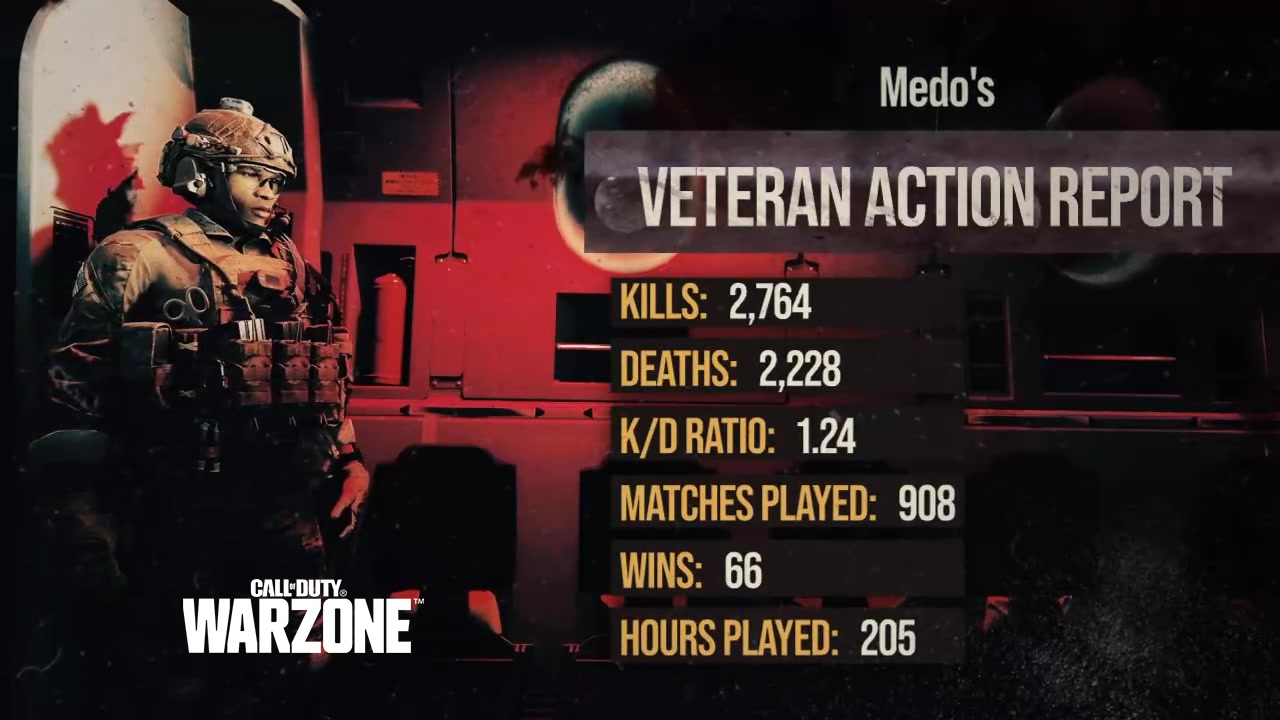 Medo's
VETERAN ACTION REPORT
KILLS: 2,764
DEATHS: 2,228
K/D RATIO: 1.24
MATCHES PLAYED: 908
WINS: 66
HOURS PLAYED: 205
CALL OF DUTY®
WARZONE™